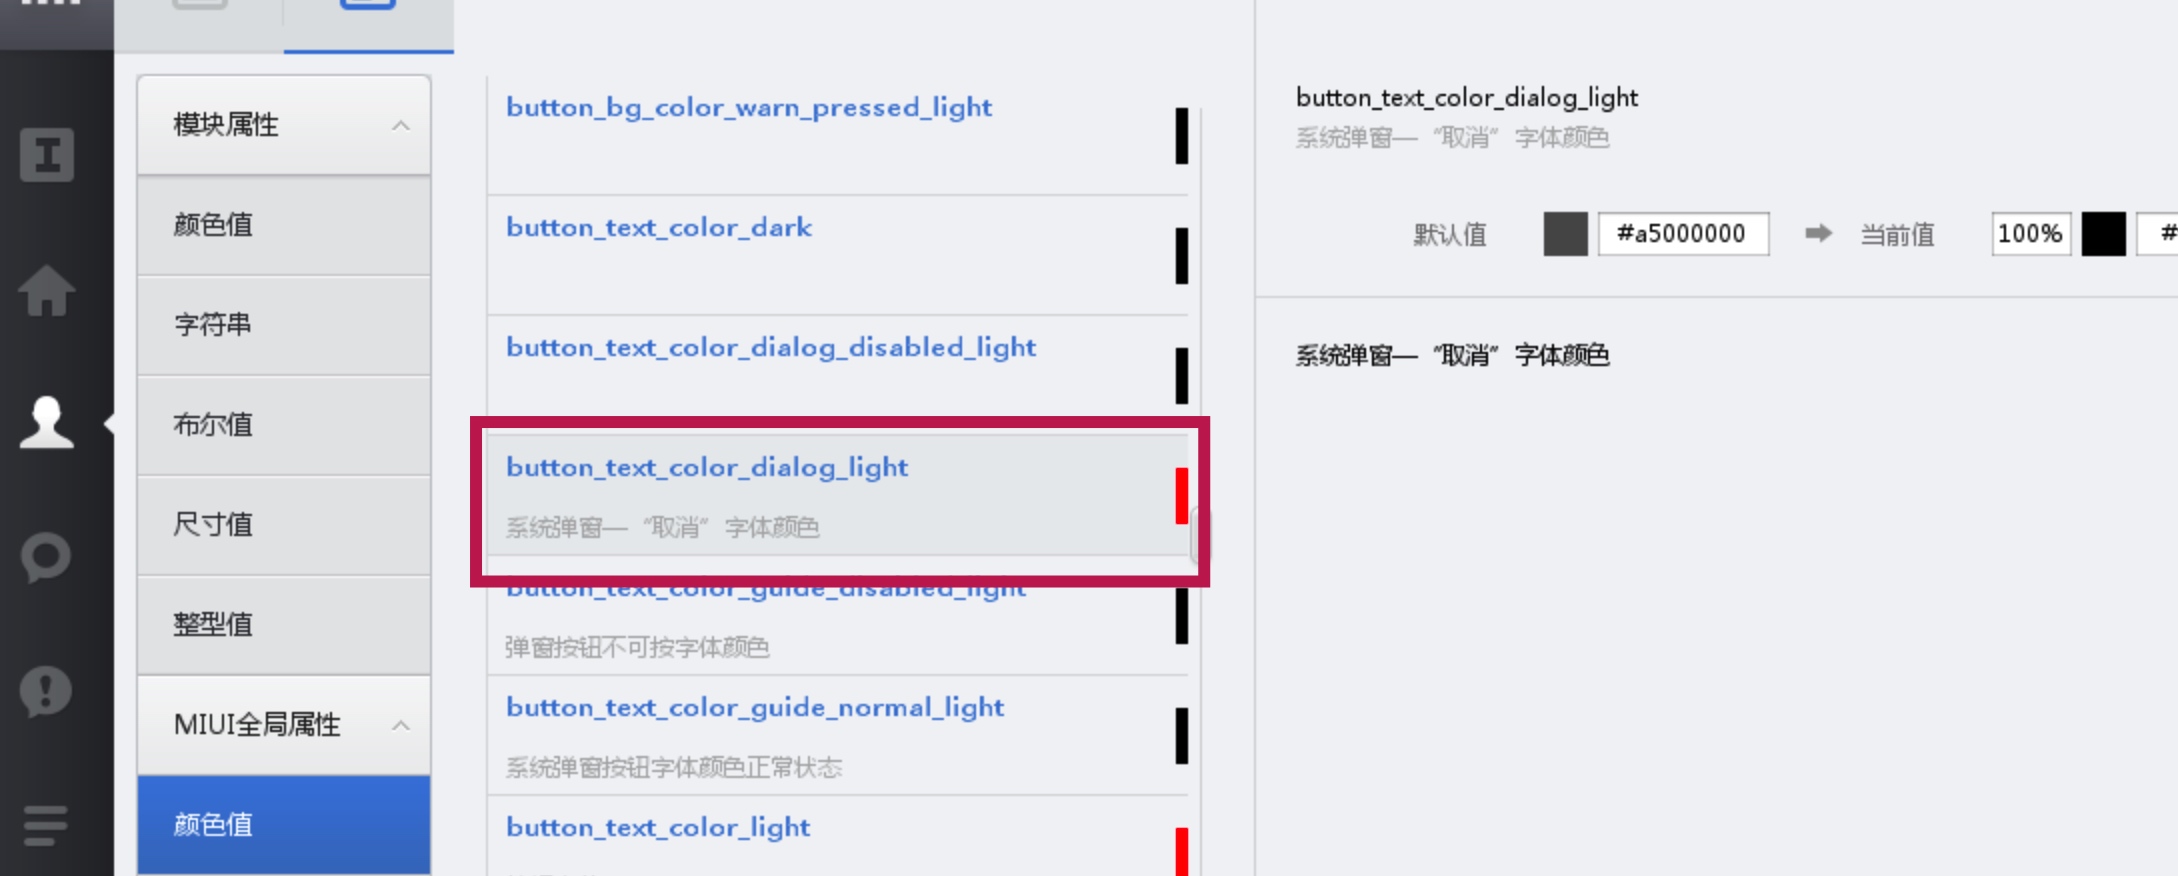 模块属性
颜色值
字符串
布尔值
尺寸值
整型值
MIUI全局属性
颜色值
button_bg_color_warn_pressed_light
button_text_color_dark
button_text_color_dialog_disabled_light
button_text_color_dialog_light
系统弹窗—“取消”字体颜色
button_text_color_guide_disabled_light
弹窗按钮不可按字体颜色
button_text_color_guide_normal_light
系统弹窗按钮字体颜色正常状态
button_text_color_light
button_text_color_dialog_light
系统弹窗—“取消”字体颜色
默认值 #a5000000 当前值 100% #
系统弹窗—“取消”字体颜色